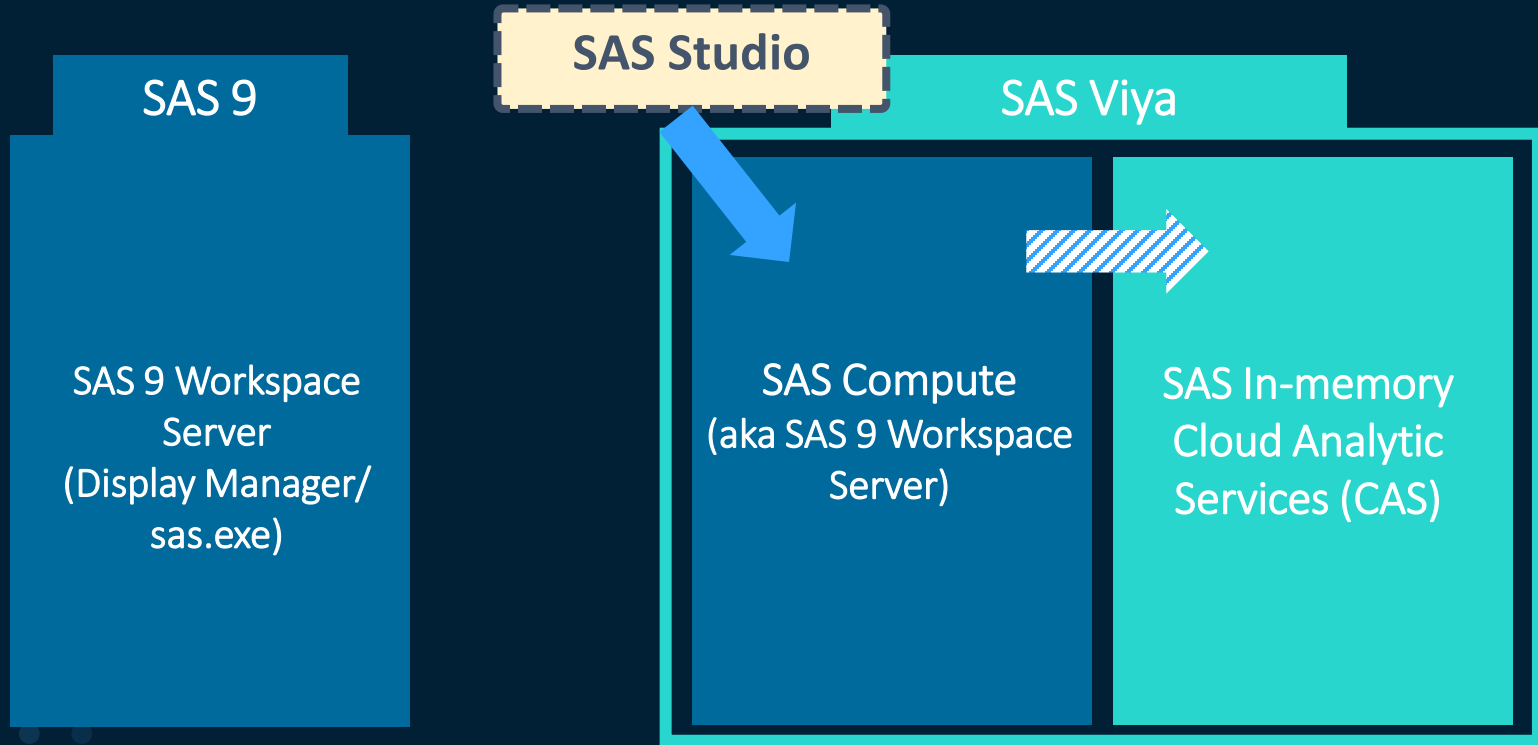 SAS Studio
SAS 9
SAS Viya
SAS 9 Workspace
Server
(Display Manager/
sas.exe)
SAS Compute
(aka SAS 9 Workspace
Server)
SAS In-memory
Cloud Analytic
Services (CAS)